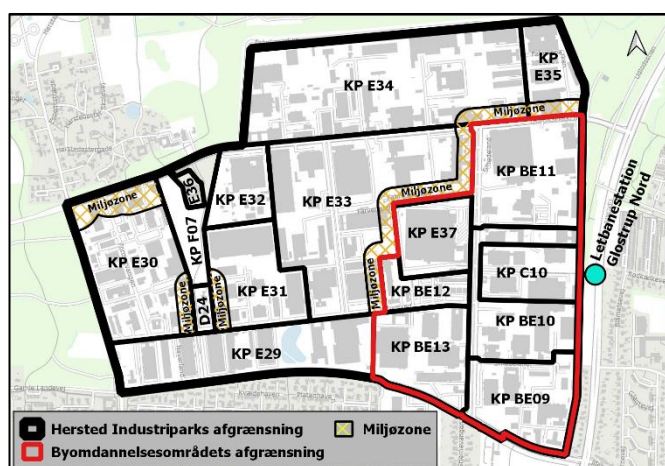 KP E34
KP
E35
Miljøzone
KP BE11
Miljøzone
E36
KP E32
KP E33
Miljøzone
KP F07
KP E37
KP E30
Letbanestation
Glostrup Nord
Miljøzone
KP C10
KP BE12
Miljøzone
D24
Miljøzone
KP E31
KP BE10
KP E29
KP BE13
KP BE09
Hersted Industriparks afgrænsning
Miljøzone
Byomdannelsesområdets afgrænsning